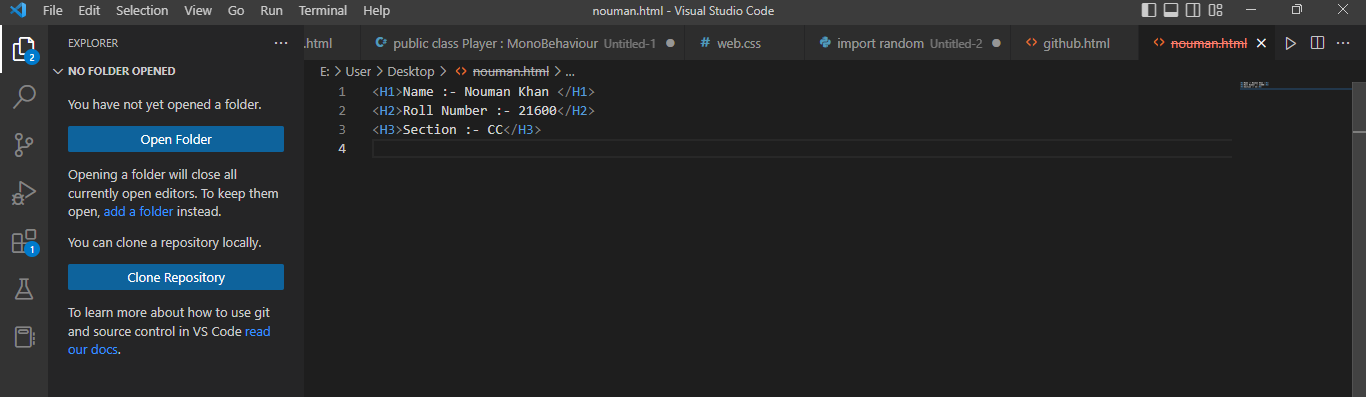 File Edit Selection View Go Run Terminal Help nouman.html - Visual Studio Code
EXPLORER
.html public class Player : MonoBehaviour Untitled-1 web.css import random Untitled-2 github.html nouman.html
NO FOLDER OPENED
E: > User > Desktop > nouman.html > ...
You have not yet opened a folder.
Open Folder
Opening a folder will close all
currently open editors. To keep them
open, add a folder instead.
You can clone a repository locally.
Clone Repository
To learn more about how to use git
and source control in VS Code read
our docs.
2
1
1 <H1>Name :- Nouman Khan </H1>
2 <H2>Roll Number :- 21600</H2>
3 <H3>Section :- CC</H3>
4